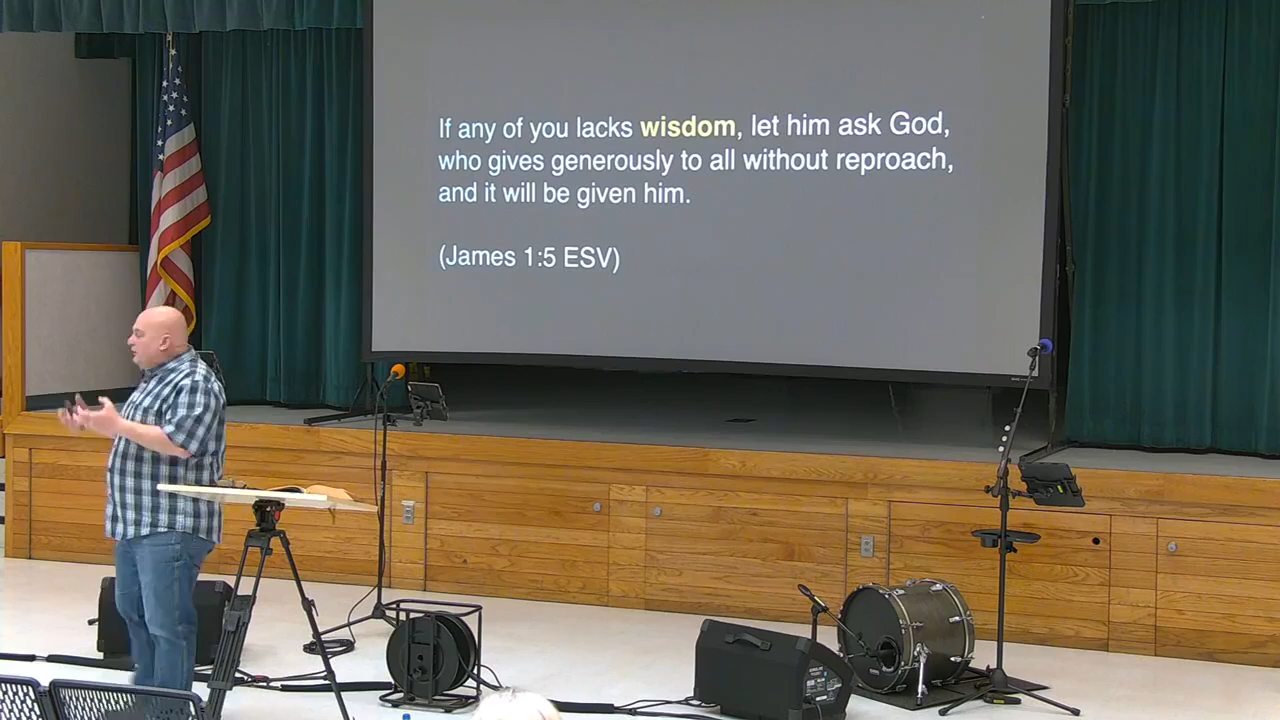 If any of you lacks wisdom, let him ask God,
who gives generously to all without reproach,
and it will be given him.
(James 1:5 ESV)